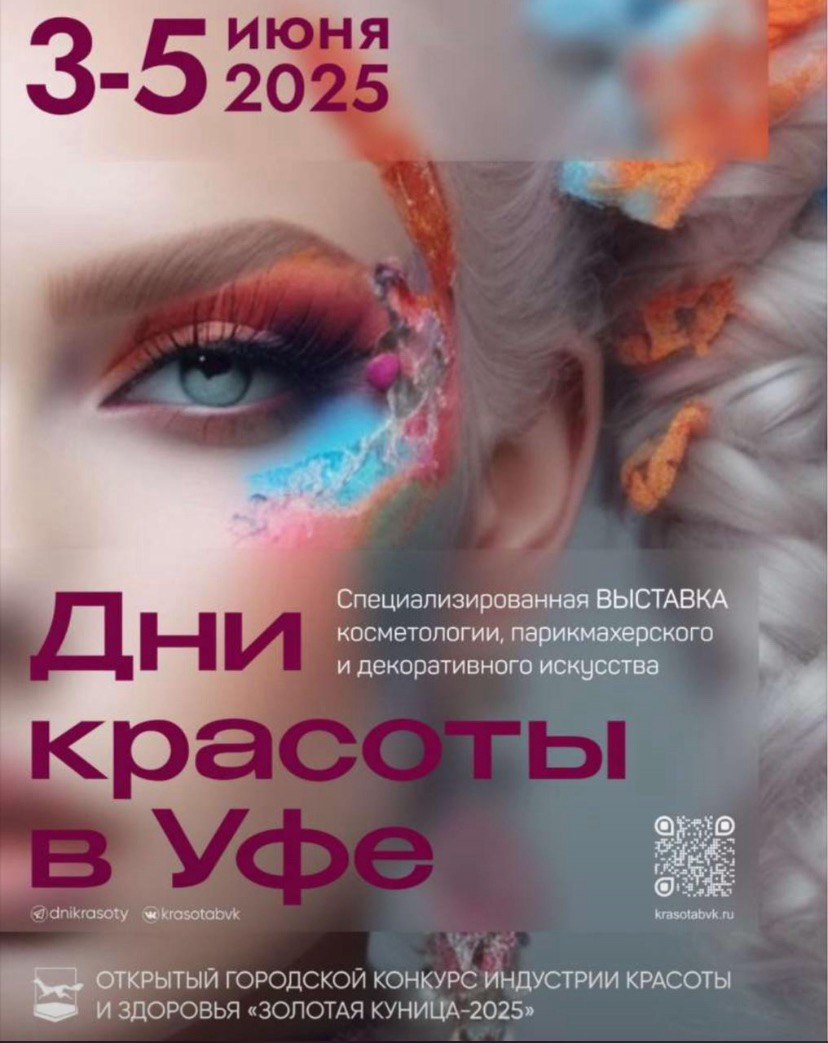 3-5 июня
2025
Специализированная ВЫСТАВКА
косметологии, парикмахерского
и декоративного искусства
Дни
красоты
в Уфе
dnikrasoty krasotabvk
krasotabvk.ru
ОТКРЫТЫЙ ГОРОДСКОЙ КОНКУРС ИНДУСТРИИ КРАСОТЫ
И ЗДОРОВЬЯ «ЗОЛОТАЯ КУНИЦА-2025»